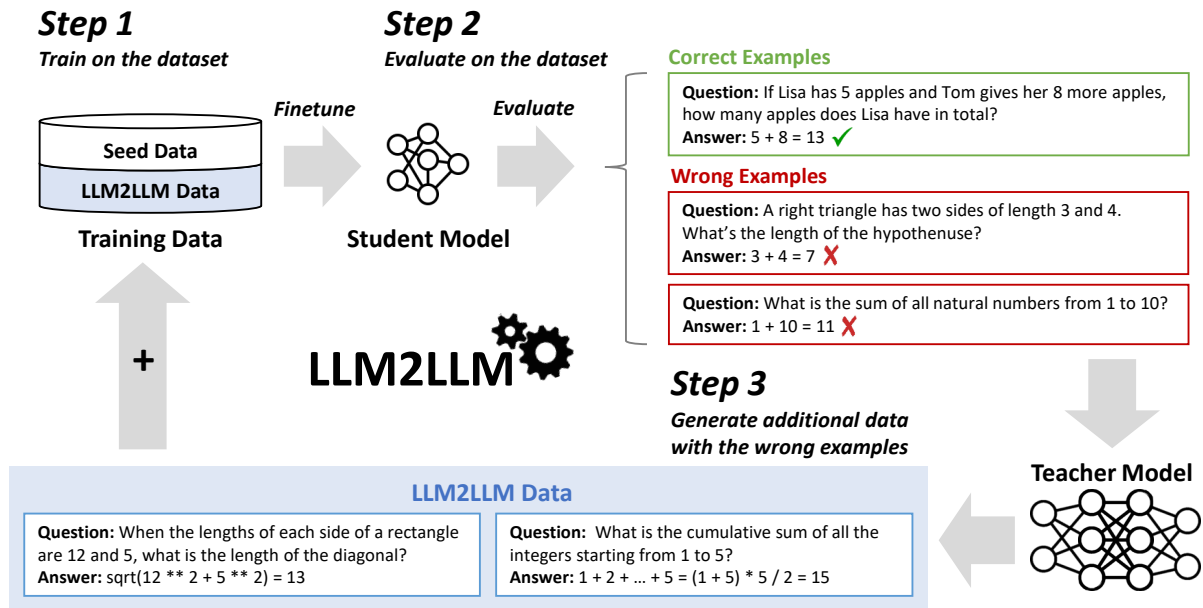 Step 1
Train on the dataset
Step 2
Evaluate on the dataset
Finetune
Evaluate
Seed Data
LLM2LLM Data
Training Data
Student Model
Correct Examples
Question: If Lisa has 5 apples and Tom gives her 8 more apples,
how many apples does Lisa have in total?
Answer: 5 + 8 = 13 ✓
Wrong Examples
Question: A right triangle has two sides of length 3 and 4.
What's the length of the hypothenuse?
Answer: 3 + 4 = 7 ✗
Question: What is the sum of all natural numbers from 1 to 10?
Answer: 1 + 10 = 11 ✗
+
LLM2LLM
Step 3
Generate additional data
with the wrong examples
Teacher Model
LLM2LLM Data
Question: When the lengths of each side of a rectangle
are 12 and 5, what is the length of the diagonal?
Answer: sqrt(12 ** 2 + 5 ** 2) = 13
Question: What is the cumulative sum of all the
integers starting from 1 to 5?
Answer: 1 + 2 + … + 5 = (1 + 5) * 5 / 2 = 15